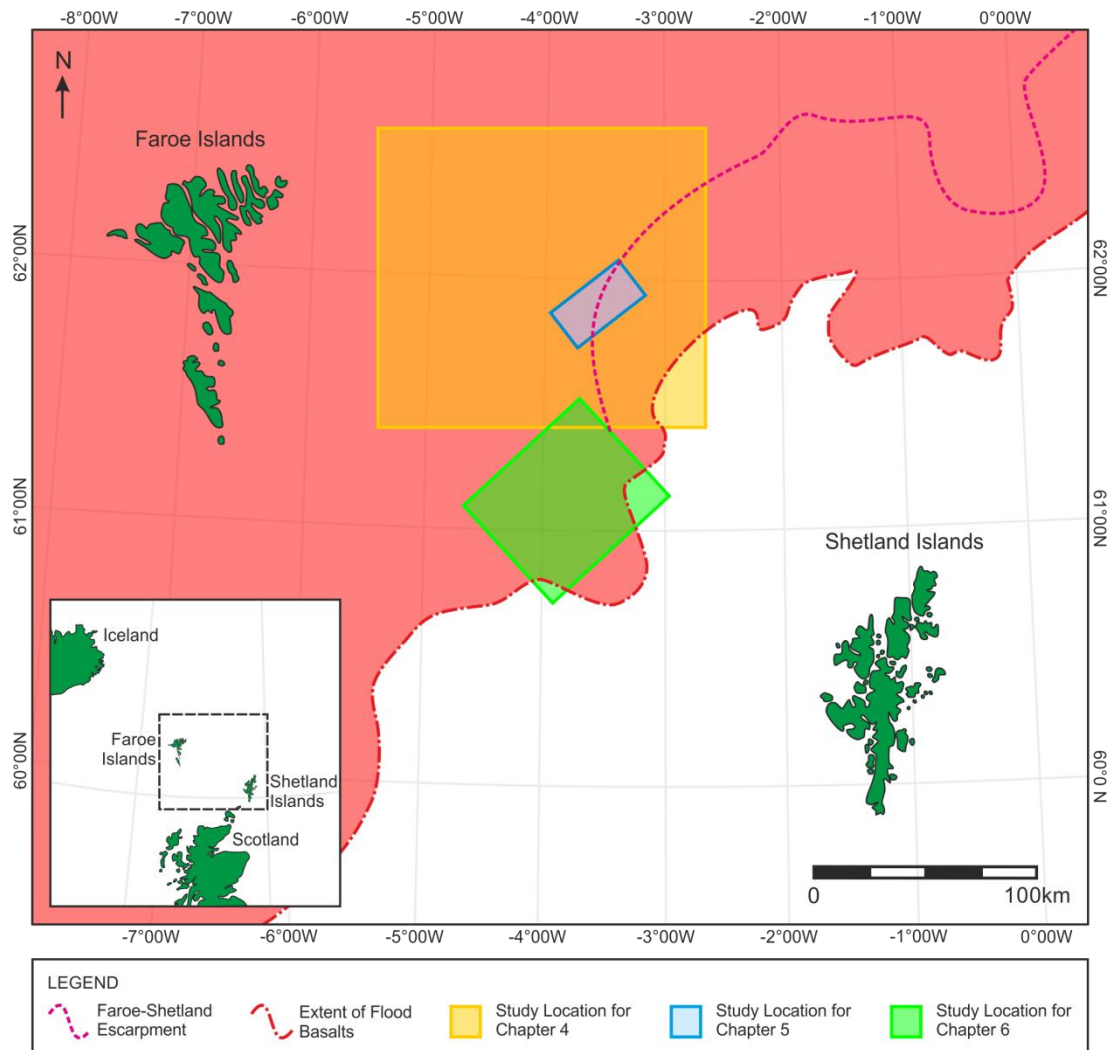 -8°00'W -7°00'W -6°00'W -5°00'W -4°00'W -3°00'W -2°00'W -1°00'W 0°00'W
N
Faroe Islands
62°00'N
62°00'N
61°00'N
61°00'N
Shetland Islands
60°00'N
60°0 N
Iceland
Faroe
Islands
Shetland
Islands
Scotland
0 100km
-7°00'W -6°00'W -5°00'W -4°00'W -3°00'W -2°00'W -1°00'W 0°00'W
LEGEND
Faroe-Shetland
Escarpment
Extent of Flood
Basalts
Study Location for
Chapter 4
Study Location for
Chapter 5
Study Location for
Chapter 6